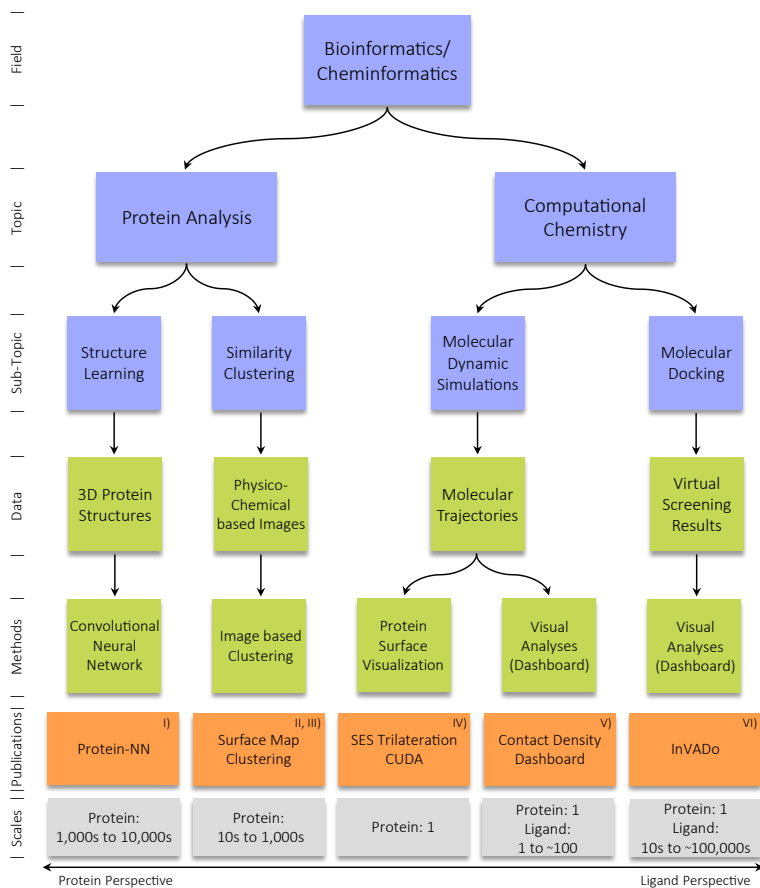 Field
Bioinformatics/
Cheminformatics
Topic
Protein Analysis
Computational
Chemistry
Sub-Topic
Structure
Learning
Similarity
Clustering
Molecular
Dynamic
Simulations
Molecular
Docking
Data
3D Protein
Structures
Physico-
Chemical
based Images
Molecular
Trajectories
Virtual
Screening
Results
Methods
Convolutional
Neural
Network
Image based
Clustering
Protein
Surface
Visualization
Visual
Analyses
(Dashboard)
Visual
Analyses
(Dashboard)
Publications
I)
Protein-NN
II, III)
Surface Map
Clustering
IV)
SES Trilateration
CUDA
V)
Contact Density
Dashboard
VI)
InVADo
Scales
Protein:
1,000s to 10,000s
Protein:
10s to 1,000s
Protein: 1
Protein: 1
Ligand:
1 to ~100
Protein: 1
Ligand:
10s to ~100,000s
Protein Perspective
Ligand Perspective